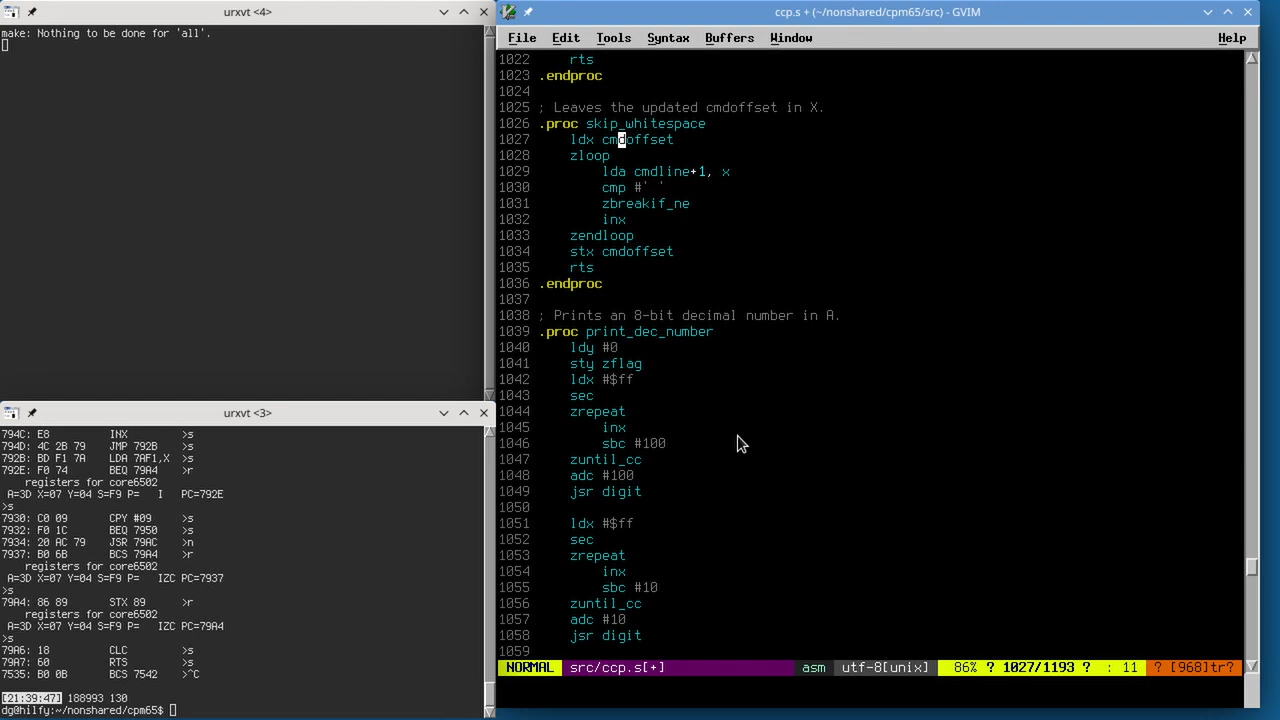 urxvt <4>
make: Nothing to be done for 'all'.
urxvt <3>
794C: E8 INX >s
794D: 4C 2B 79 JMP 792B >s
792B: BD F1 7A LDA 7AF1,X >s
792E: F0 74 BEQ 79A4 >r
registers for core6502
A=3D X=07 Y=04 S=F9 P= I PC=792E
>s
7930: C0 09 CPY #09 >s
7932: F0 1C BEQ 7950 >s
7934: 20 AC 79 JSR 79AC >n
7937: B0 6B BCS 79A4 >r
registers for core6502
A=3D X=07 Y=04 S=F9 P= IZC PC=7937
>s
79A4: 86 89 STX 89 >r
registers for core6502
A=3D X=07 Y=04 S=F9 P= IZC PC=79A4
>s
79A6: 18 CLC >s
79A7: 60 RTS >s
7535: B0 0B BCS 7542 >^C
[21:39:47] 188993 130
dg@hilfy:~/nonshared/cpm65$
ccp.s + (~/nonshared/cpm65/src) - GVIM
File Edit Tools Syntax Buffers Window Help
1022 rts
1023 .endproc
1024
1025 ; Leaves the updated cmdoffset in X.
1026 .proc skip_whitespace
1027 ldx cmdoffset
1028 zloop
1029 lda cmdline+1, x
1030 cmp #' '
1031 zbreakif_ne
1032 inx
1033 zendloop
1034 stx cmdoffset
1035 rts
1036 .endproc
1037
1038 ; Prints an 8-bit decimal number in A.
1039 .proc print_dec_number
1040 ldy #0
1041 sty zflag
1042 ldx #$ff
1043 sec
1044 zrepeat
1045 inx
1046 sbc #100
1047 zuntil_cc
1048 adc #100
1049 jsr digit
1050
1051 ldx #$ff
1052 sec
1053 zrepeat
1054 inx
1055 sbc #10
1056 zuntil_cc
1057 adc #10
1058 jsr digit
1059
NORMAL src/ccp.s[+] asm utf-8[unix] 86% ? 1027/1193 ? : 11 ? [968]tr?